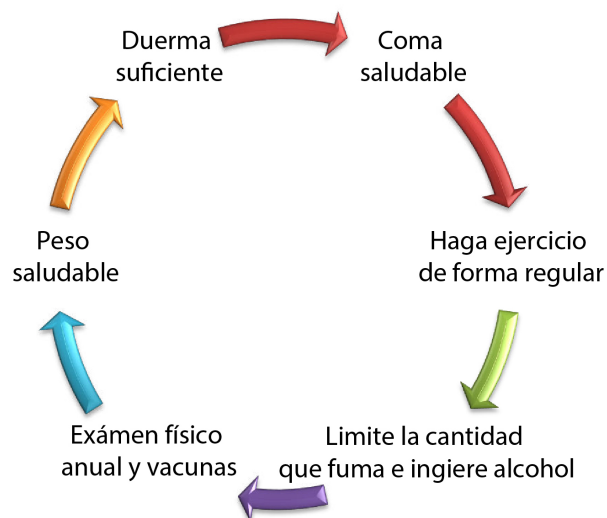 Duerma
suficiente
Coma
saludable
Haga ejercicio
de forma regular
Limite la cantidad
que fuma e ingiere alcohol
Exámen físico
anual y vacunas
Peso
saludable